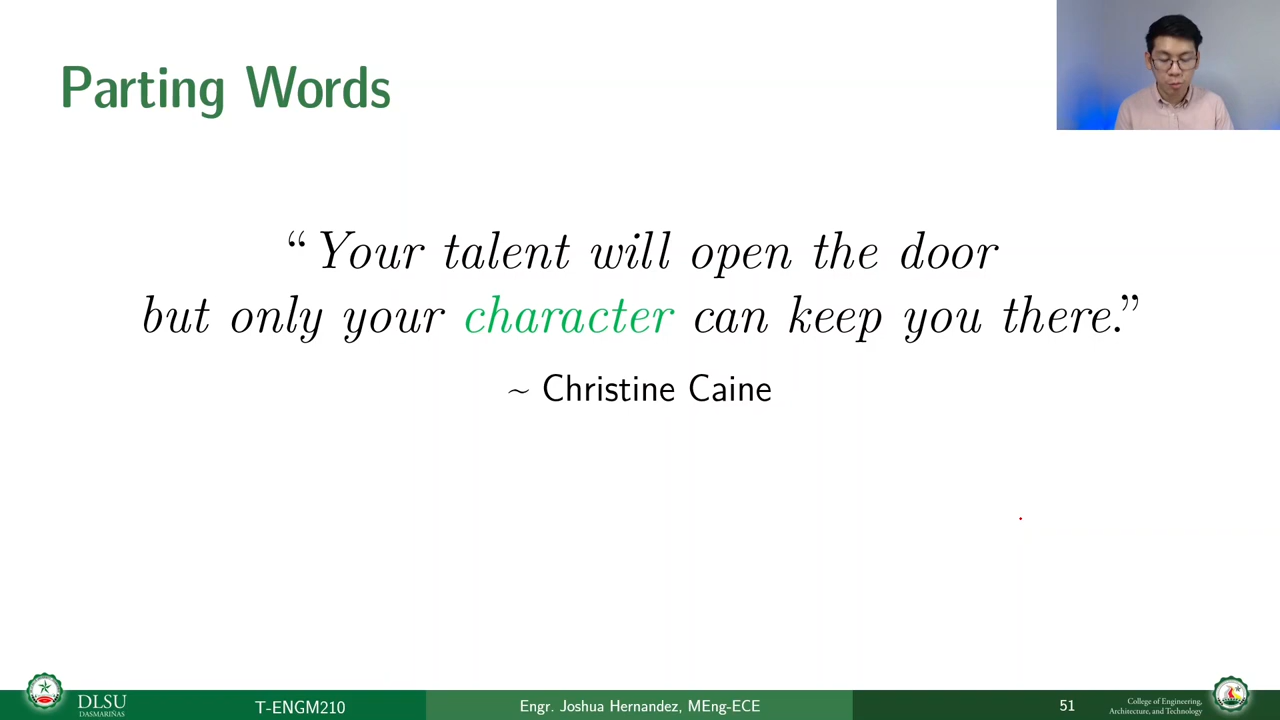 Parting Words
“Your talent will open the door
but only your character can keep you there.”
~ Christine Caine
DLSU
DASMARIÑAS
T-ENGM210
Engr. Joshua Hernandez, MEng-ECE
51
College of Engineering,
Architecture, and Technology